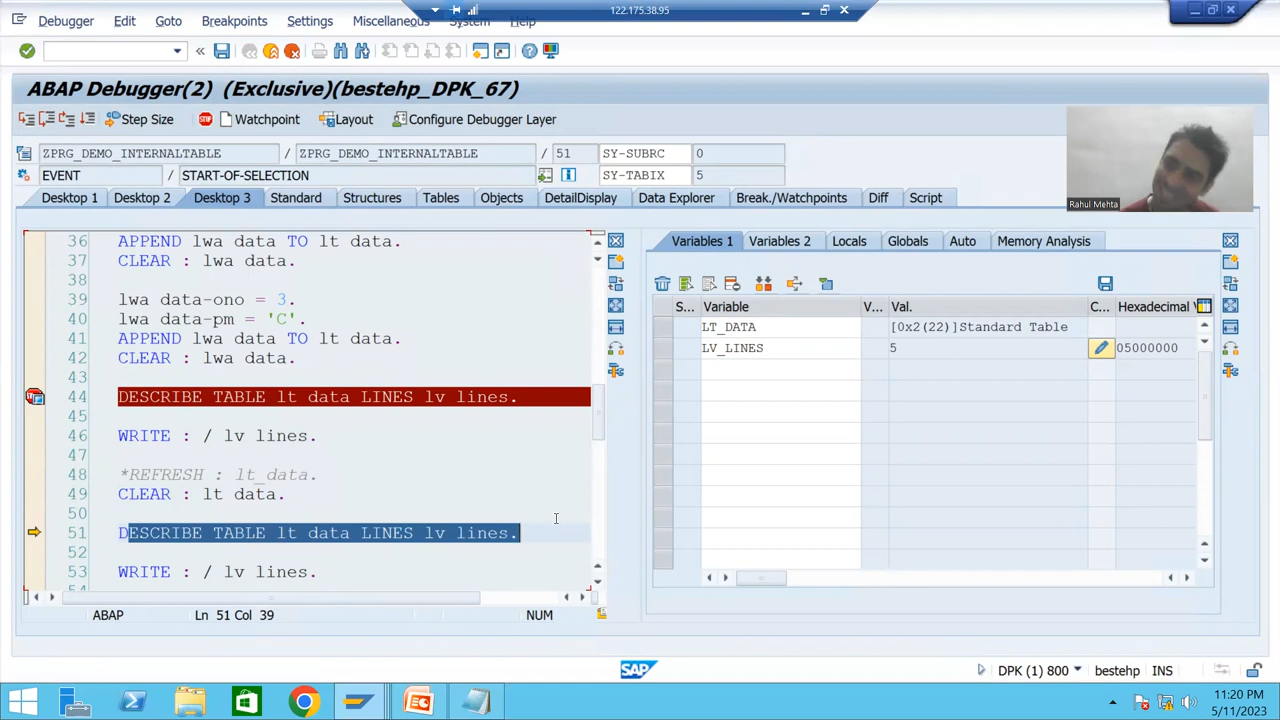 122.175.38.95
Debugger Edit Goto Breakpoints Settings Miscellaneous System Help
ABAP Debugger(2) (Exclusive)(bestehp_DPK_67)
Step Size Watchpoint Layout Configure Debugger Layer
ZPRG_DEMO_INTERNALTABLE / ZPRG_DEMO_INTERNALTABLE / 51 SY-SUBRC 0
EVENT / START-OF-SELECTION SY-TABIX 5
Rahul Mehta
Desktop 1 Desktop 2 Desktop 3 Standard Structures Tables Objects DetailDisplay Data Explorer Break./Watchpoints Diff Script
36 APPEND lwa data TO lt data.
37 CLEAR : lwa data.
38
39 lwa data-ono = 3.
40 lwa data-pm = 'C'.
41 APPEND lwa data TO lt data.
42 CLEAR : lwa data.
43
44 DESCRIBE TABLE lt data LINES lv lines.
45
46 WRITE : / lv lines.
47
48 *REFRESH : lt_data.
49 CLEAR : lt data.
50
51 DESCRIBE TABLE lt data LINES lv lines.
52
53 WRITE : / lv lines.
ABAP Ln 51 Col 39 NUM
Variables 1 Variables 2 Locals Globals Auto Memory Analysis
S... Variable V... Val. C... Hexadecimal
LT_DATA [0x2(22)]Standard Table
LV_LINES 5 05000000
SAP DPK (1) 800 bestehp INS
11:20 PM
5/11/2023